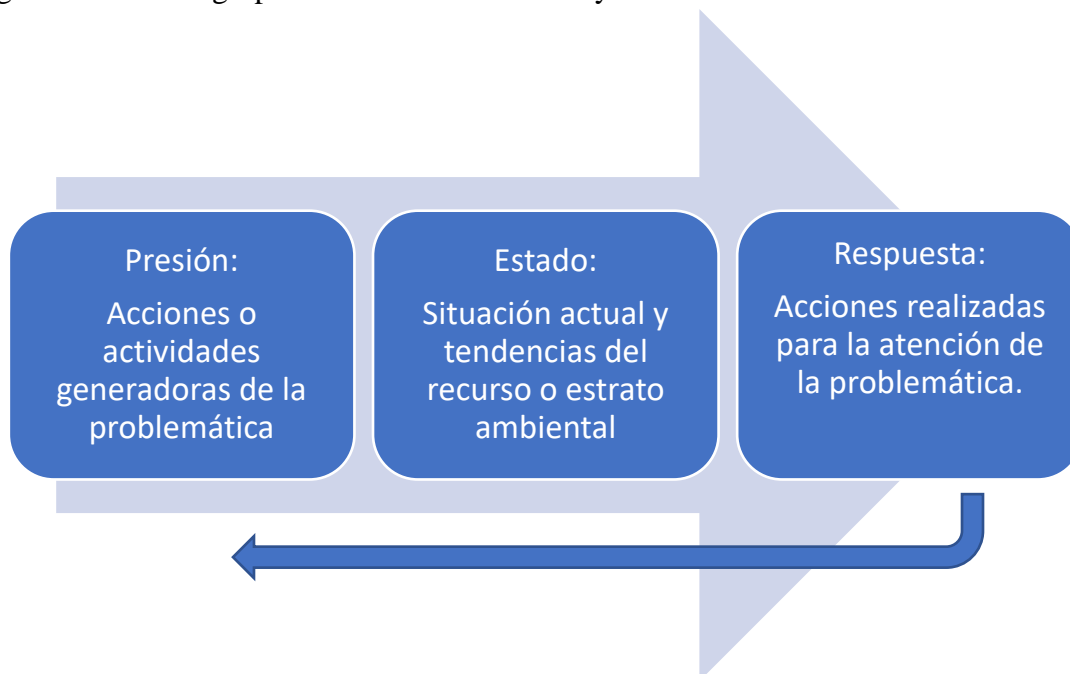 Presión:
Acciones o
actividades
generadoras de la
problemática
Estado:
Situación actual y
tendencias del
recurso o estrato
ambiental
Respuesta:
Acciones realizadas
para la atención de
la problemática.